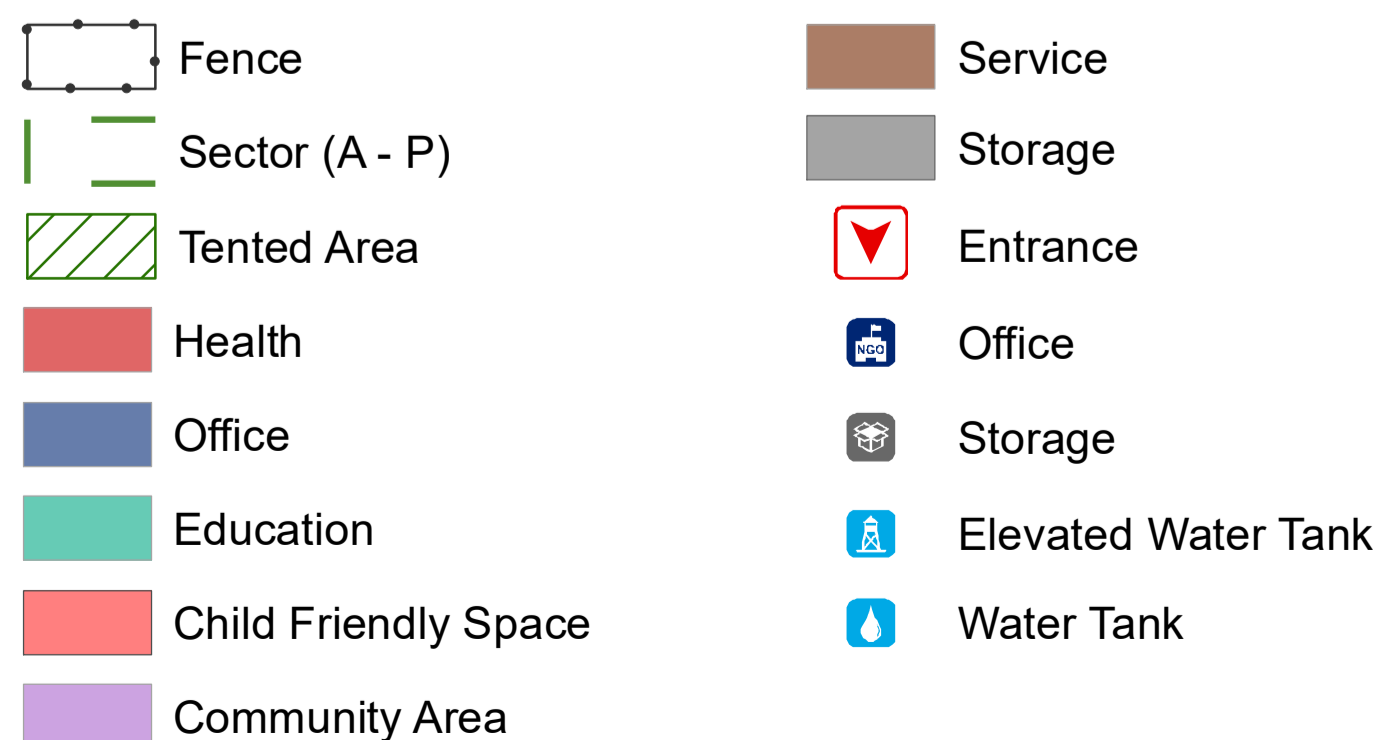 Fence
Sector (A - P)
Tented Area
Health
Office
Education
Child Friendly Space
Community Area
Service
Storage
Entrance
NGO
Office
Storage
Elevated Water Tank
Water Tank